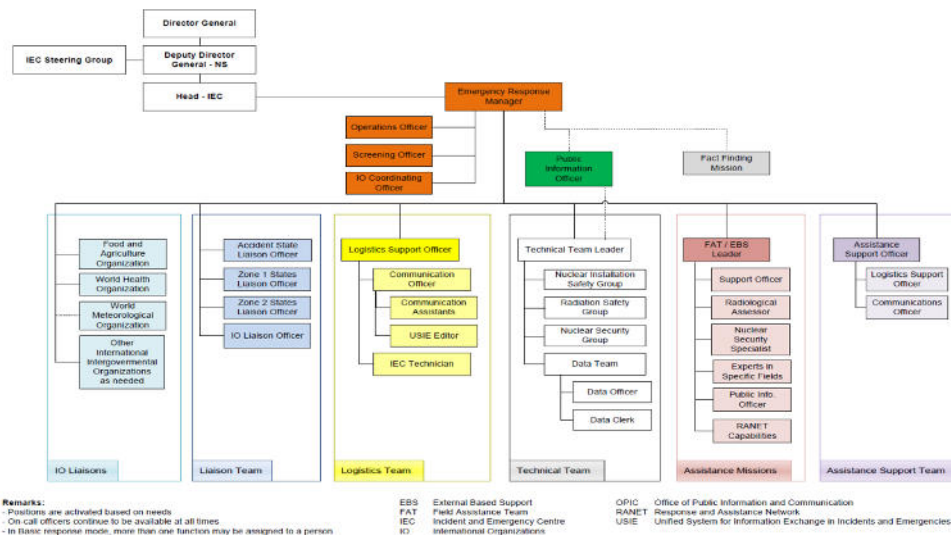 Director General
IEC Steering Group
Deputy Director
General - NS
Head - IEC
Emergency Response
Manager
Operations Officer
Screening Officer
IO Coordinating
Officer
Public
Information
Officer
Fact Finding
Mission
Food and
Agriculture
Organization
World Health
Organization
World
Meteorological
Organization
Other
International
Intergovermental
Organizations
as needed
IO Liaisons
Accident State
Liaison Officer
Zone 1 States
Liaison Officer
Zone 2 States
Liaison Officer
IO Liaison Officer
Liaison Team
Logistics Support Officer
Communication
Officer
Communication
Assistants
USIE Editor
IEC Technician
Logistics Team
Technical Team Leader
Nuclear Installation
Safety Group
Radiation Safety
Group
Nuclear Security
Group
Data Team
Data Officer
Data Clerk
Technical Team
FAT / EBS
Leader
Support Officer
Radiological
Assessor
Nuclear
Security
Specialist
Experts in
Specific Fields
Public Info.
Officer
RANET
Capabilities
Assistance Missions
Assistance
Support Officer
Logistics Support
Officer
Communications
Officer
Assistance Support Team
Remarks:
- Positions are activated based on needs
- On-call officers continue to be available at all times
- In Basic response mode, more than one function may be assigned to a person
EBS External Based Support
FAT Field Assistance Team
IEC Incident and Emergency Centre
IO International Organizations
OPIC Office of Public Information and Communication
RANET Response and Assistance Network
USIE Unified System for Information Exchange in Incidents and Emergencies